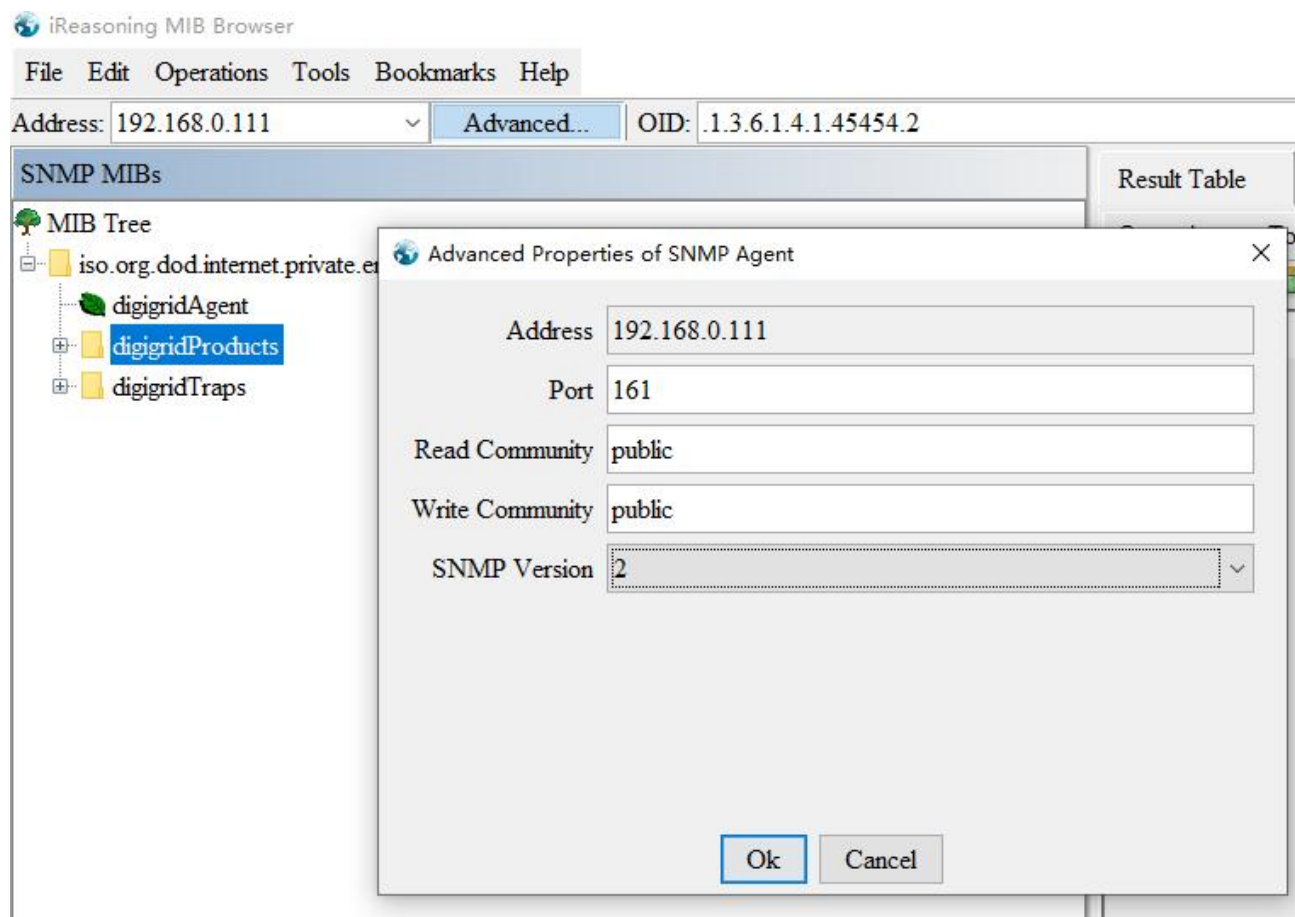 iReasoning MIB Browser
File Edit Operations Tools Bookmarks Help
Address: 192.168.0.111 Advanced... OID: .1.3.6.1.4.1.45454.2
SNMP MIBs
Result Table
MIB Tree
iso.org.dod.internet.private.
digigridAgent
digigridProducts
digigridTraps
Advanced Properties of SNMP Agent
Address 192.168.0.111
Port 161
Read Community public
Write Community public
SNMP Version 2
Ok Cancel